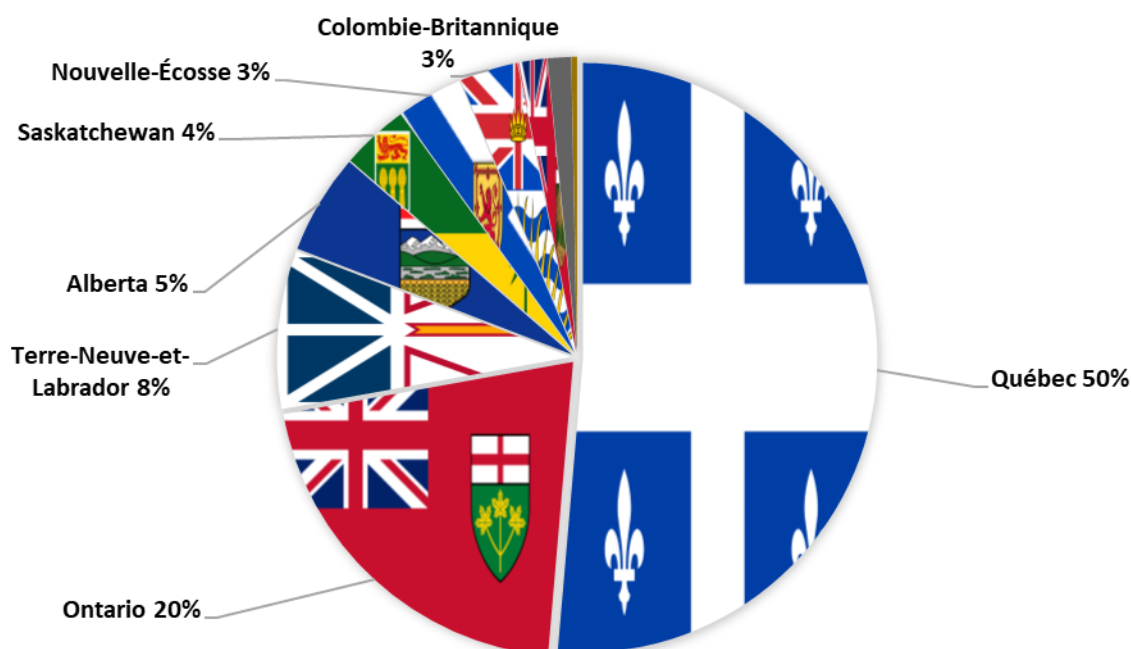 Colombie-Britannique
3%
Nouvelle-Écosse 3%
Saskatchewan 4%
Alberta 5%
Terre-Neuve-et-
Labrador 8%
Québec 50%
Ontario 20%